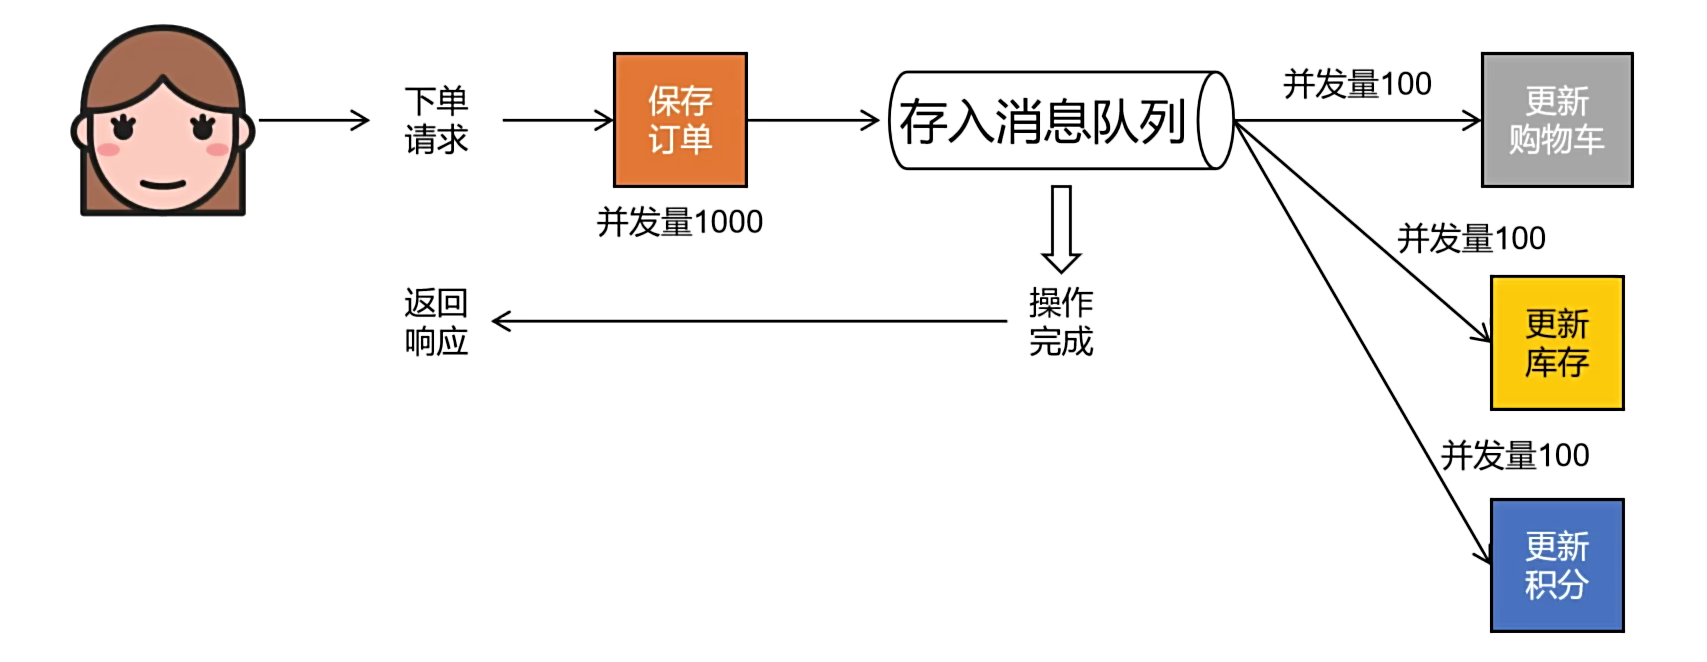 下单
请求
保存
订单
并发量1000
存入消息队列
并发量100
更新
购物车
并发量100
更新
库存
并发量100
更新
积分
操作
完成
返回
响应